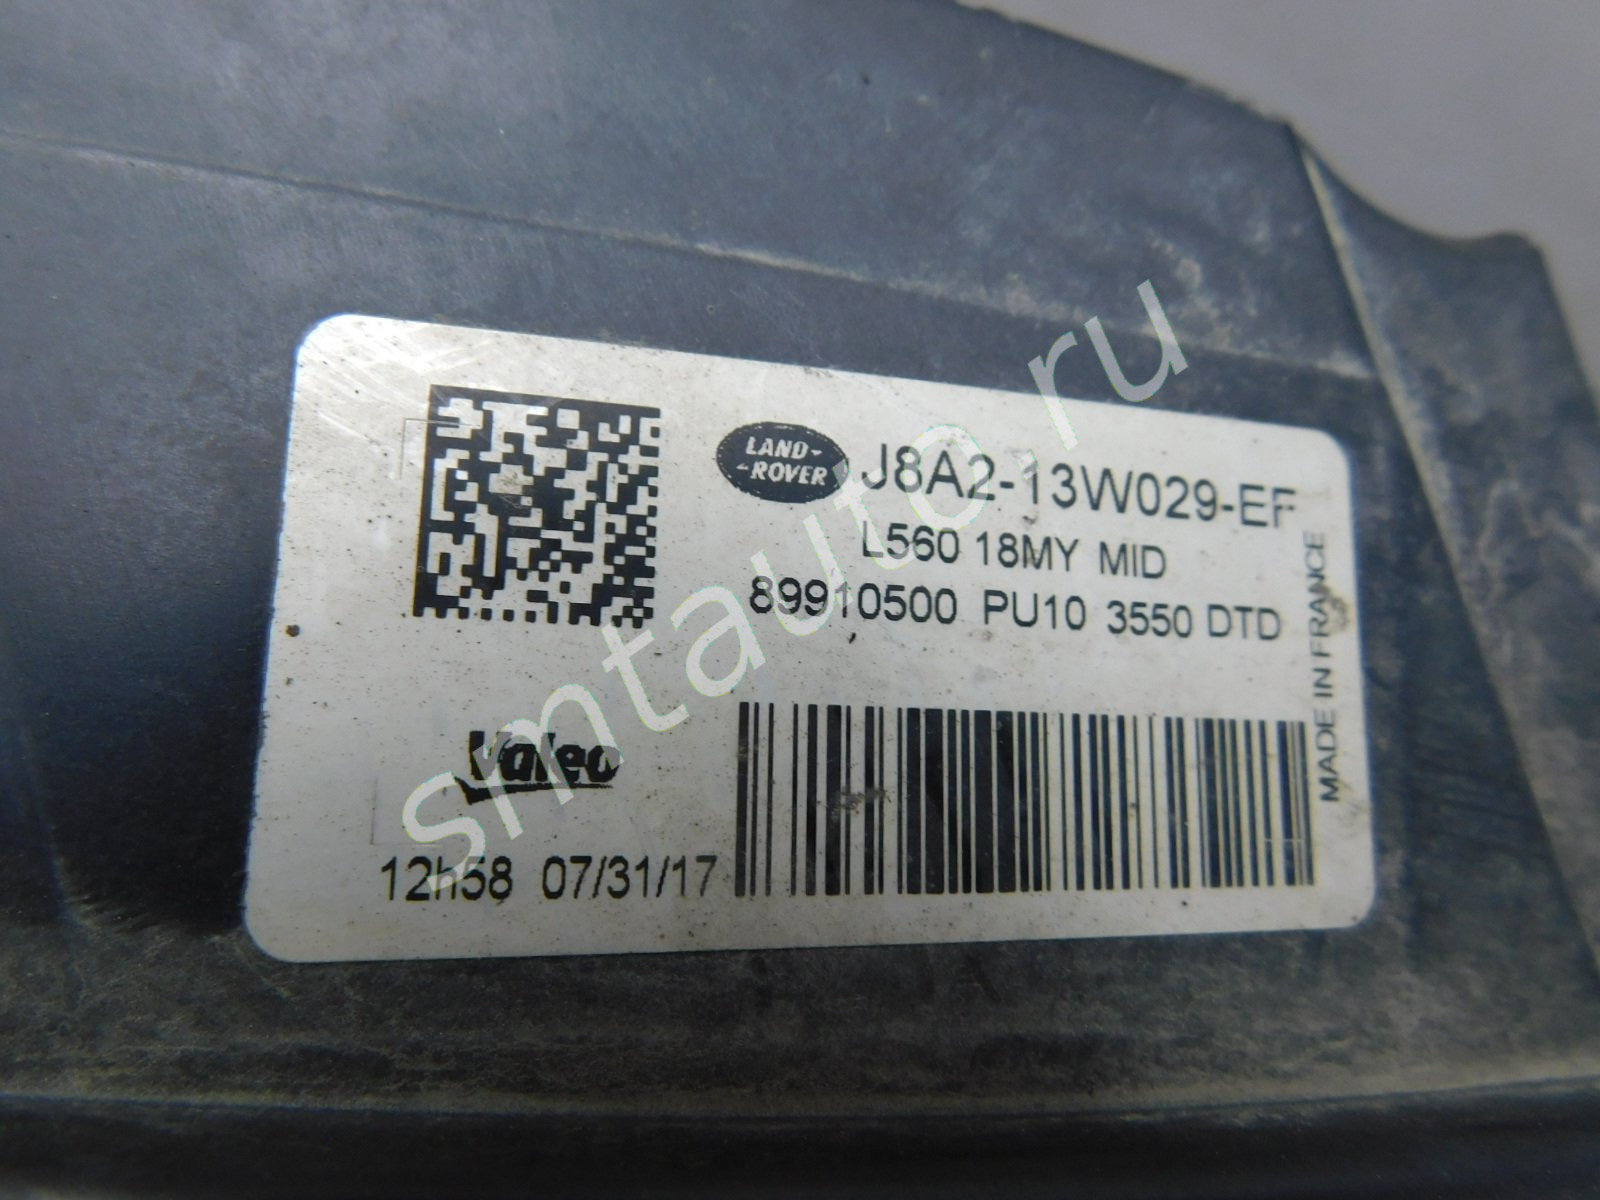 LAND-
-ROVER
J8A2-13W029-EF
L560 18MY MID
89910500 PU10 3550 DTD
MADE IN FRANCE
Valeo
12h58 07/31/17
smtauto.ru